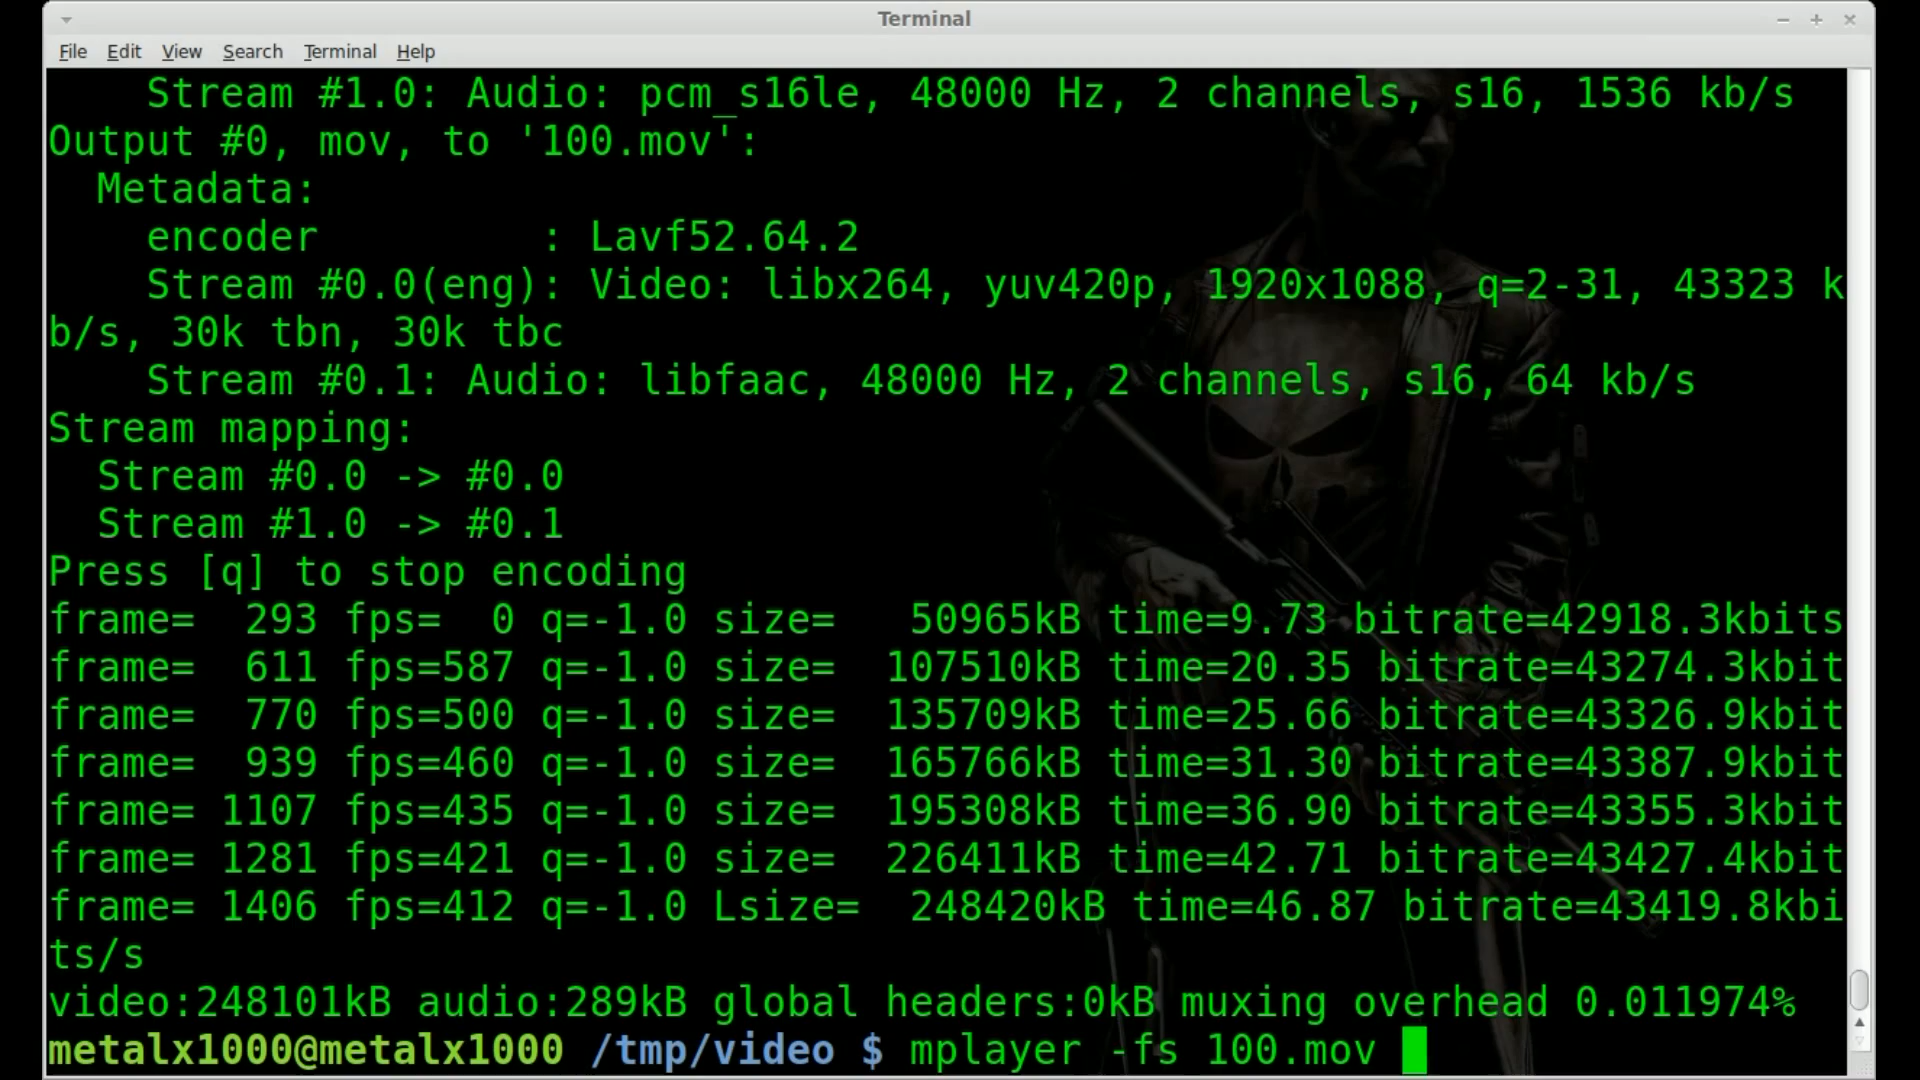 Terminal
File Edit View Search Terminal Help
Stream #1.0: Audio: pcm_s16le, 48000 Hz, 2 channels, s16, 1536 kb/s
Output #0, mov, to '100.mov':
Metadata:
encoder : Lavf52.64.2
Stream #0.0(eng): Video: libx264, yuv420p, 1920x1088, q=2-31, 43323 k
b/s, 30k tbn, 30k tbc
Stream #0.1: Audio: libfaac, 48000 Hz, 2 channels, s16, 64 kb/s
Stream mapping:
Stream #0.0 -> #0.0
Stream #1.0 -> #0.1
Press [q] to stop encoding
frame= 293 fps= 0 q=-1.0 size= 50965kB time=9.73 bitrate=42918.3kbits
frame= 611 fps=587 q=-1.0 size= 107510kB time=20.35 bitrate=43274.3kbit
frame= 770 fps=500 q=-1.0 size= 135709kB time=25.66 bitrate=43326.9kbit
frame= 939 fps=460 q=-1.0 size= 165766kB time=31.30 bitrate=43387.9kbit
frame= 1107 fps=435 q=-1.0 size= 195308kB time=36.90 bitrate=43355.3kbit
frame= 1281 fps=421 q=-1.0 size= 226411kB time=42.71 bitrate=43427.4kbit
frame= 1406 fps=412 q=-1.0 Lsize= 248420kB time=46.87 bitrate=43419.8kbi
ts/s
video:248101kB audio:289kB global headers:0kB muxing overhead 0.011974%
metalx1000@metalx1000 /tmp/video $ mplayer -fs 100.mov